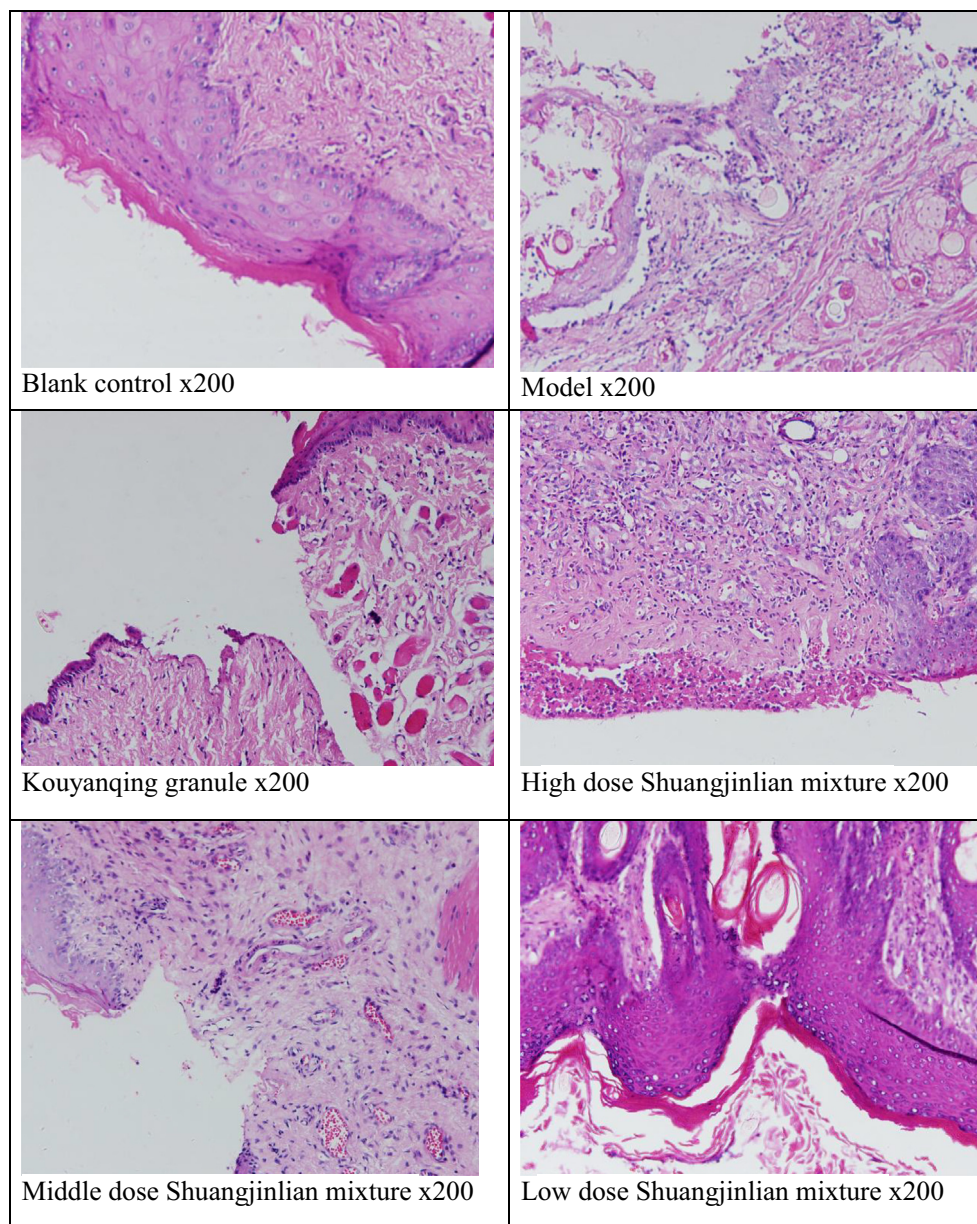 Blank control x200
Model x200
Kouyanqing granule x200
High dose Shuangjinlian mixture x200
Middle dose Shuangjinlian mixture x200
Low dose Shuangjinlian mixture x200